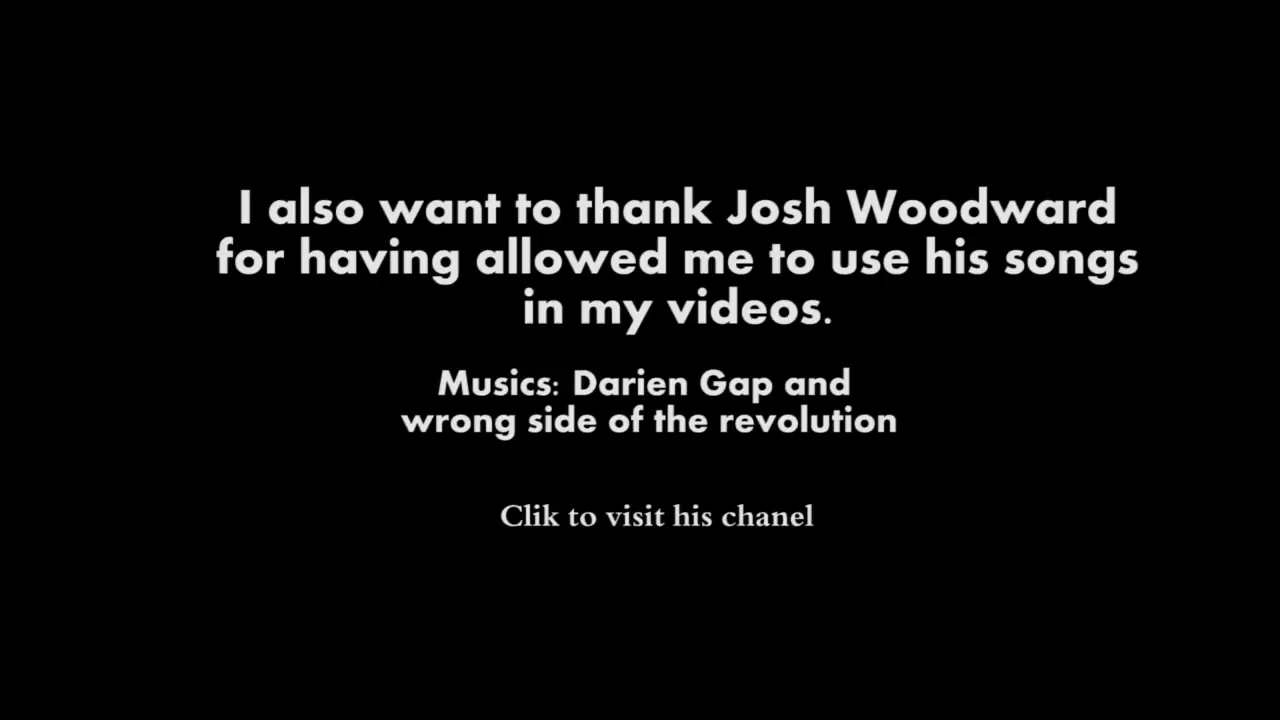 I also want to thank Josh Woodward
for having allowed me to use his songs
in my videos.
Musics: Darien Gap and
wrong side of the revolution
Clik to visit his chanel